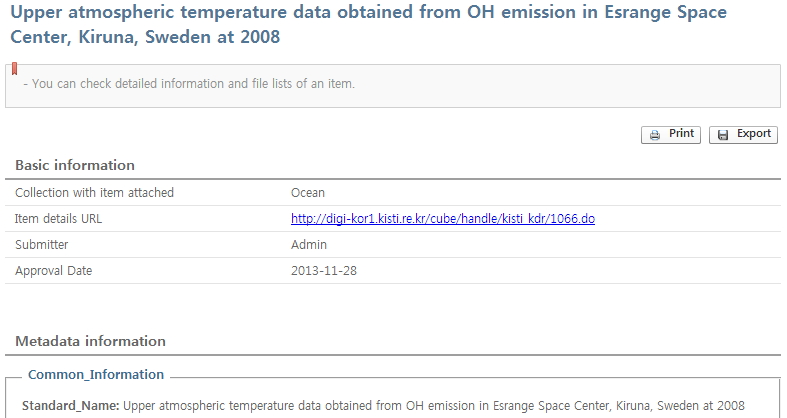 Upper atmospheric temperature data obtained from OH emission in Esrange Space
Center, Kiruna, Sweden at 2008
- You can check detailed information and file lists of an item.
Print Export
Basic information
Collection with item attached Ocean
Item details URL http://digi-kor1.kisti.re.kr/cube/handle/kisti_kdr/1066.do
Submitter Admin
Approval Date 2013-11-28
Metadata information
Common_Information
Standard_Name: Upper atmospheric temperature data obtained from OH emission in Esrange Space Center, Kiruna, Sweden at 2008